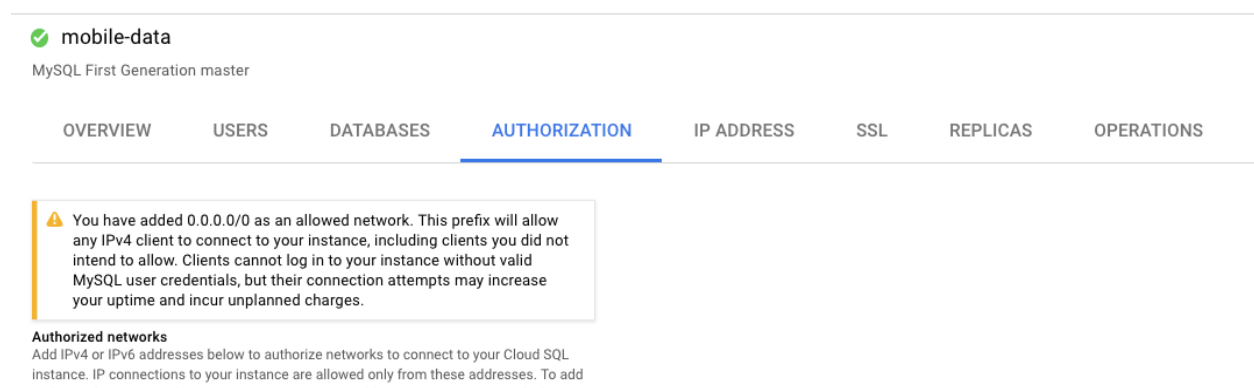 mobile-data
MySQL First Generation master
OVERVIEW USERS DATABASES AUTHORIZATION IP ADDRESS SSL REPLICAS OPERATIONS
You have added 0.0.0.0/0 as an allowed network. This prefix will allow
any IPv4 client to connect to your instance, including clients you did not
intend to allow. Clients cannot log in to your instance without valid
MySQL user credentials, but their connection attempts may increase
your uptime and incur unplanned charges.
Authorized networks
Add IPv4 or IPv6 addresses below to authorize networks to connect to your Cloud SQL
instance. IP connections to your instance are allowed only from these addresses. To add